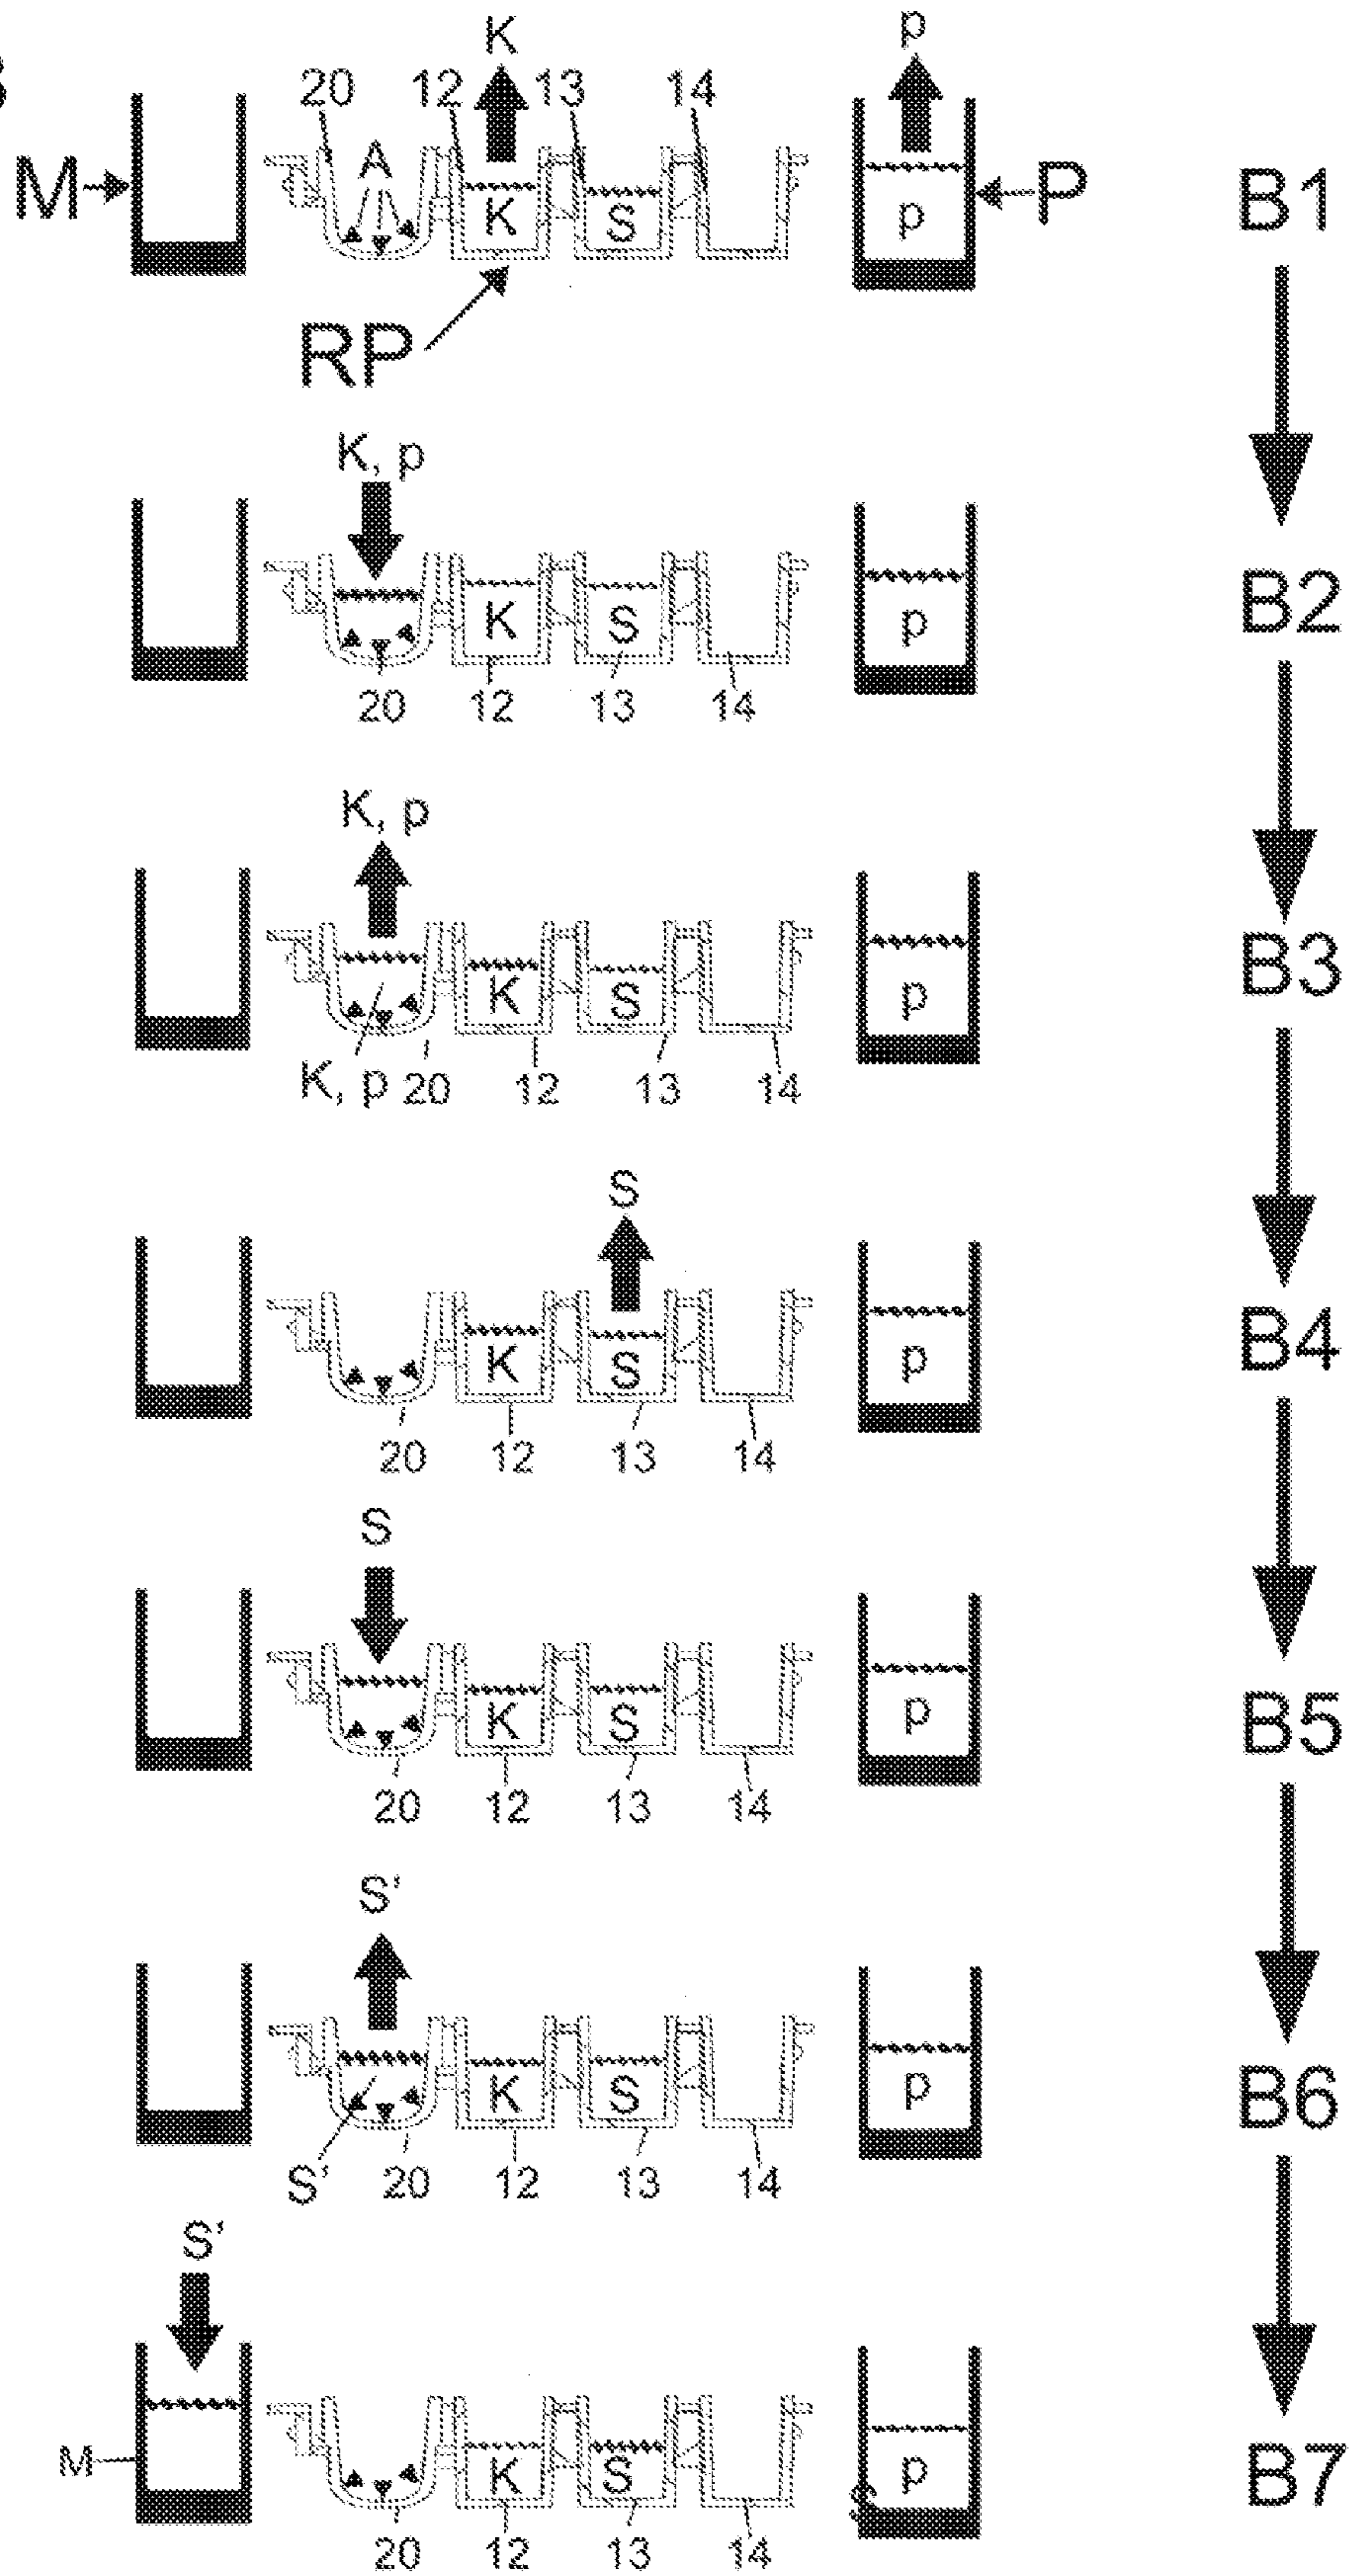 K p
20 12 13 14
A
M K S p P B1
RP
K, p
K S p B2
20 12 13 14
K, p
K S p B3
K, p 20 12 13 14
S
K S p B4
20 12 13 14
S
K S p B5
20 12 13 14
S'
K S p B6
S' 20 12 13 14
S'
M K S p B7
20 12 13 14